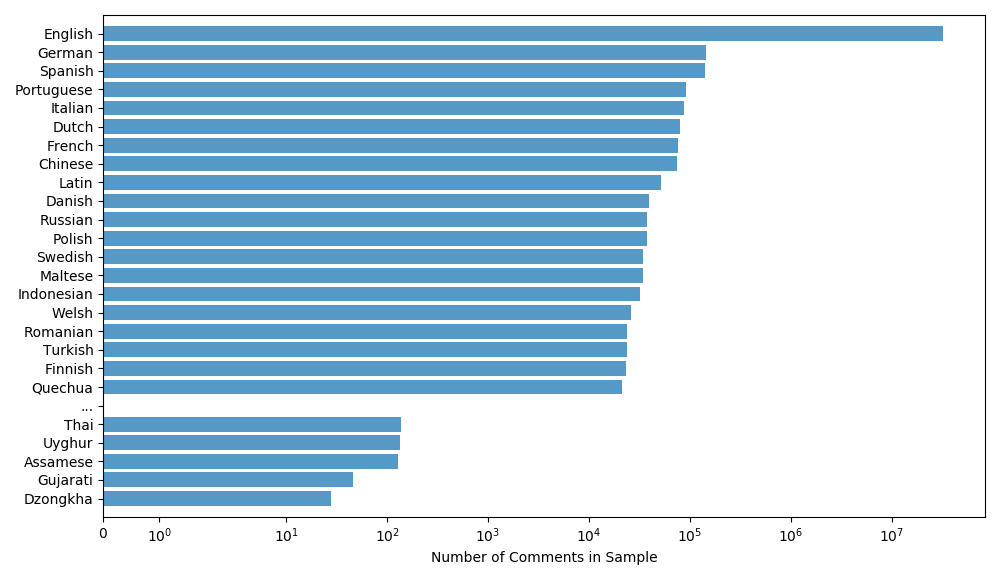 English
German
Spanish
Portuguese
Italian
Dutch
French
Chinese
Latin
Danish
Russian
Polish
Swedish
Maltese
Indonesian
Welsh
Romanian
Turkish
Finnish
Quechua
...
Thai
Uyghur
Assamese
Gujarati
Dzongkha
0 10⁰ 10¹ 10² 10³ 10⁴ 10⁵ 10⁶ 10⁷
Number of Comments in Sample